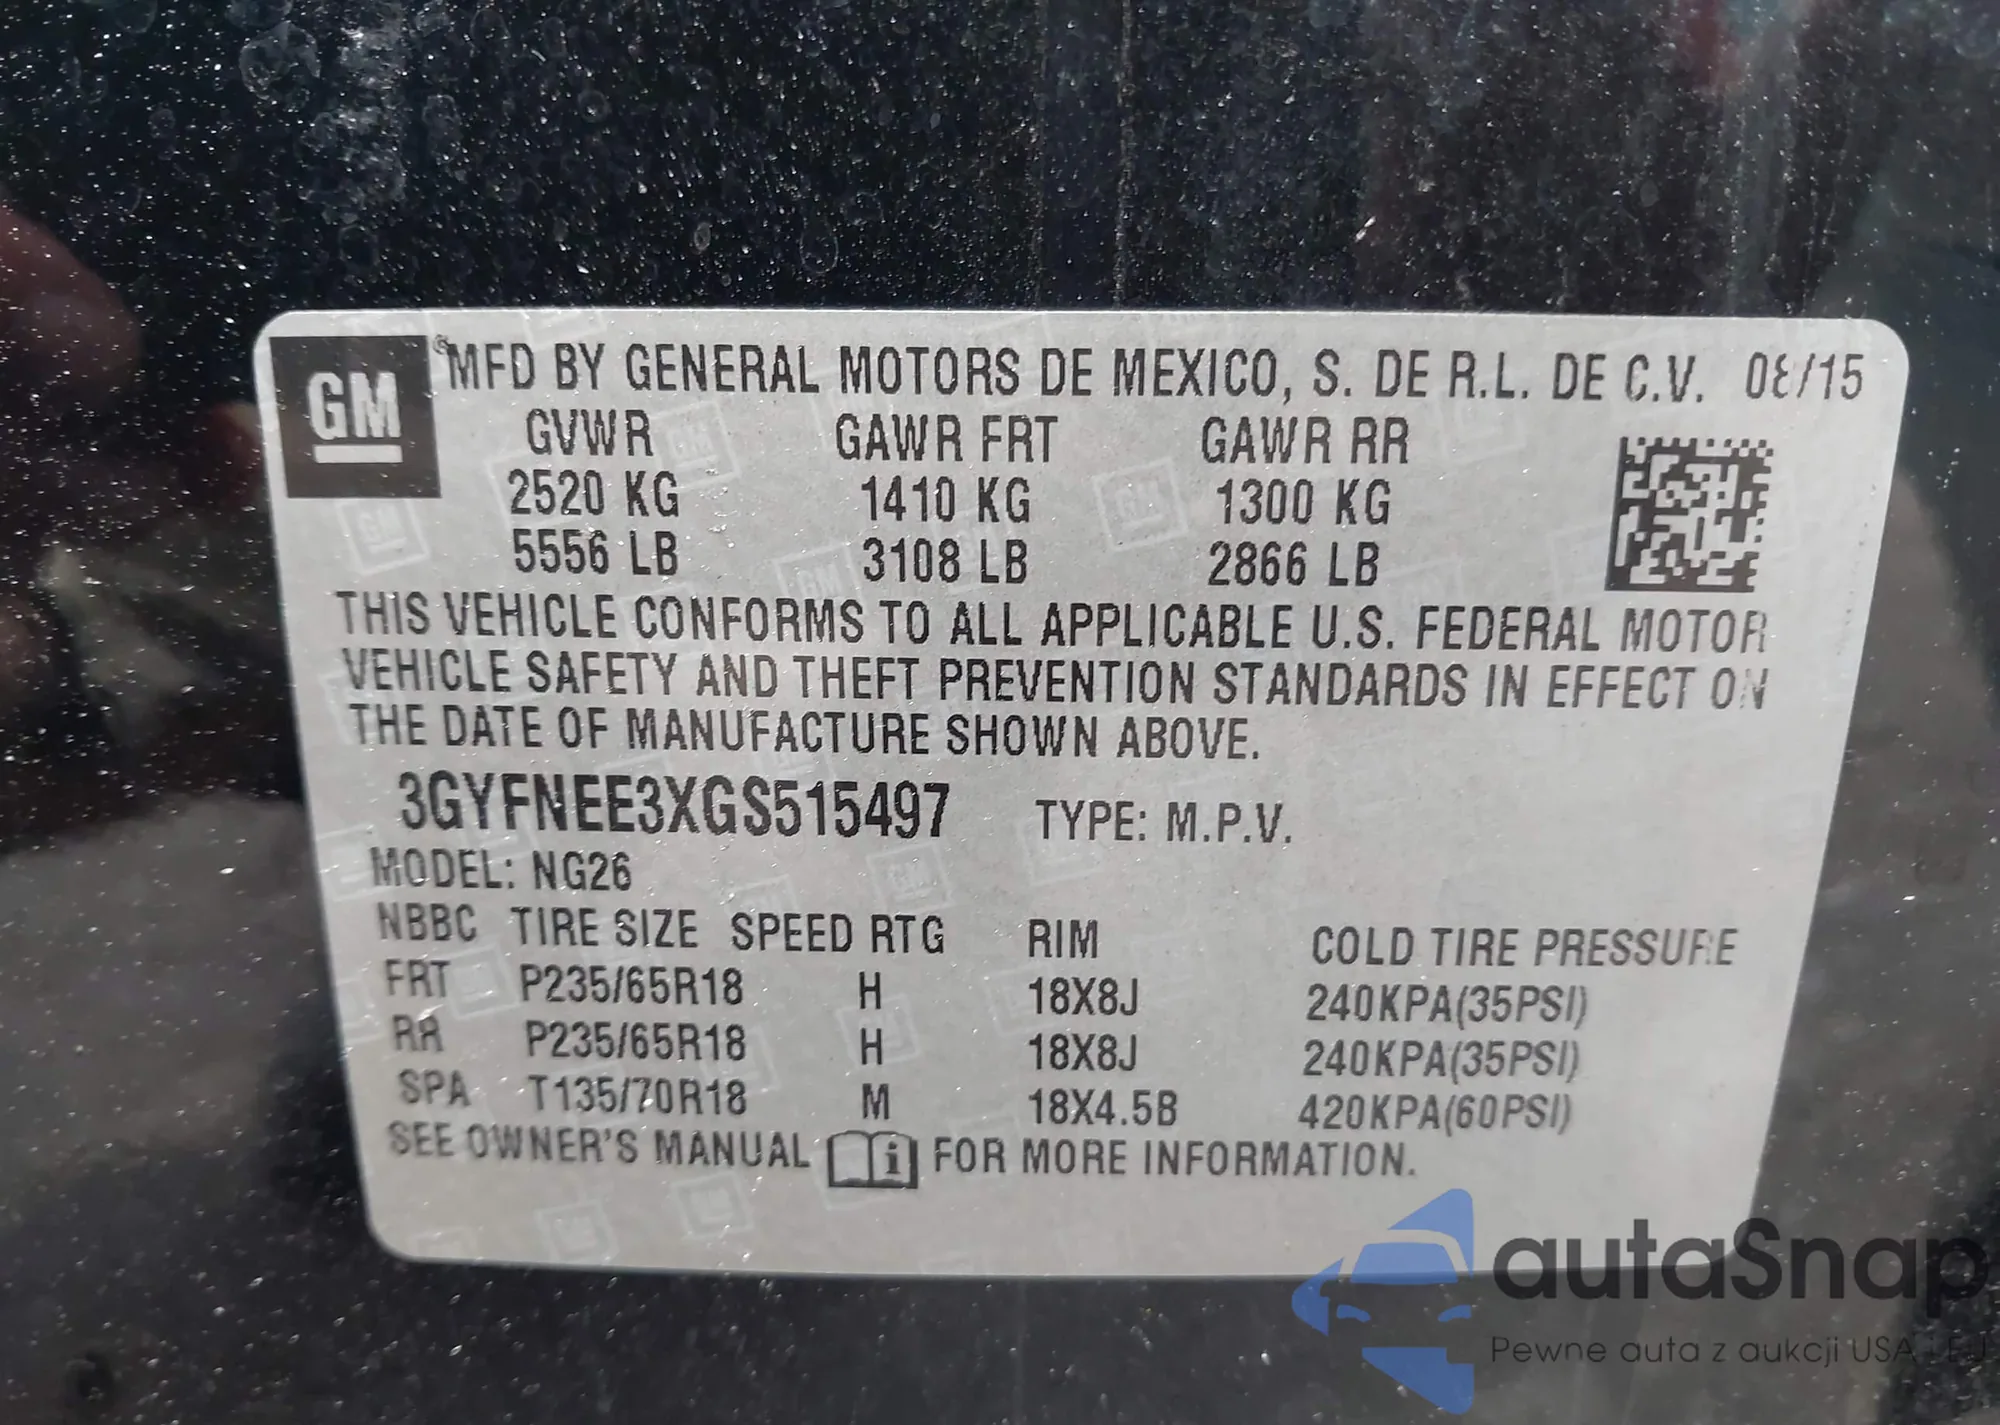 GM
MFD BY GENERAL MOTORS DE MEXICO, S. DE R.L. DE C.V. 08/15
GVWR GAWR FRT GAWR RR
2520 KG 1410 KG 1300 KG
5556 LB 3108 LB 2866 LB
THIS VEHICLE CONFORMS TO ALL APPLICABLE U.S. FEDERAL MOTOR
VEHICLE SAFETY AND THEFT PREVENTION STANDARDS IN EFFECT ON
THE DATE OF MANUFACTURE SHOWN ABOVE.
3GYFNEE3XGS515497 TYPE: M.P.V.
MODEL: NG26
NBBC TIRE SIZE SPEED RTG RIM COLD TIRE PRESSURE
FRT P235/65R18 H 18X8J 240KPA(35PSI)
RR P235/65R18 H 18X8J 240KPA(35PSI)
SPA T135/70R18 M 18X4.5B 420KPA(60PSI)
SEE OWNER'S MANUAL i FOR MORE INFORMATION.
autaSnap
Pewne auta z aukcji USA i EU